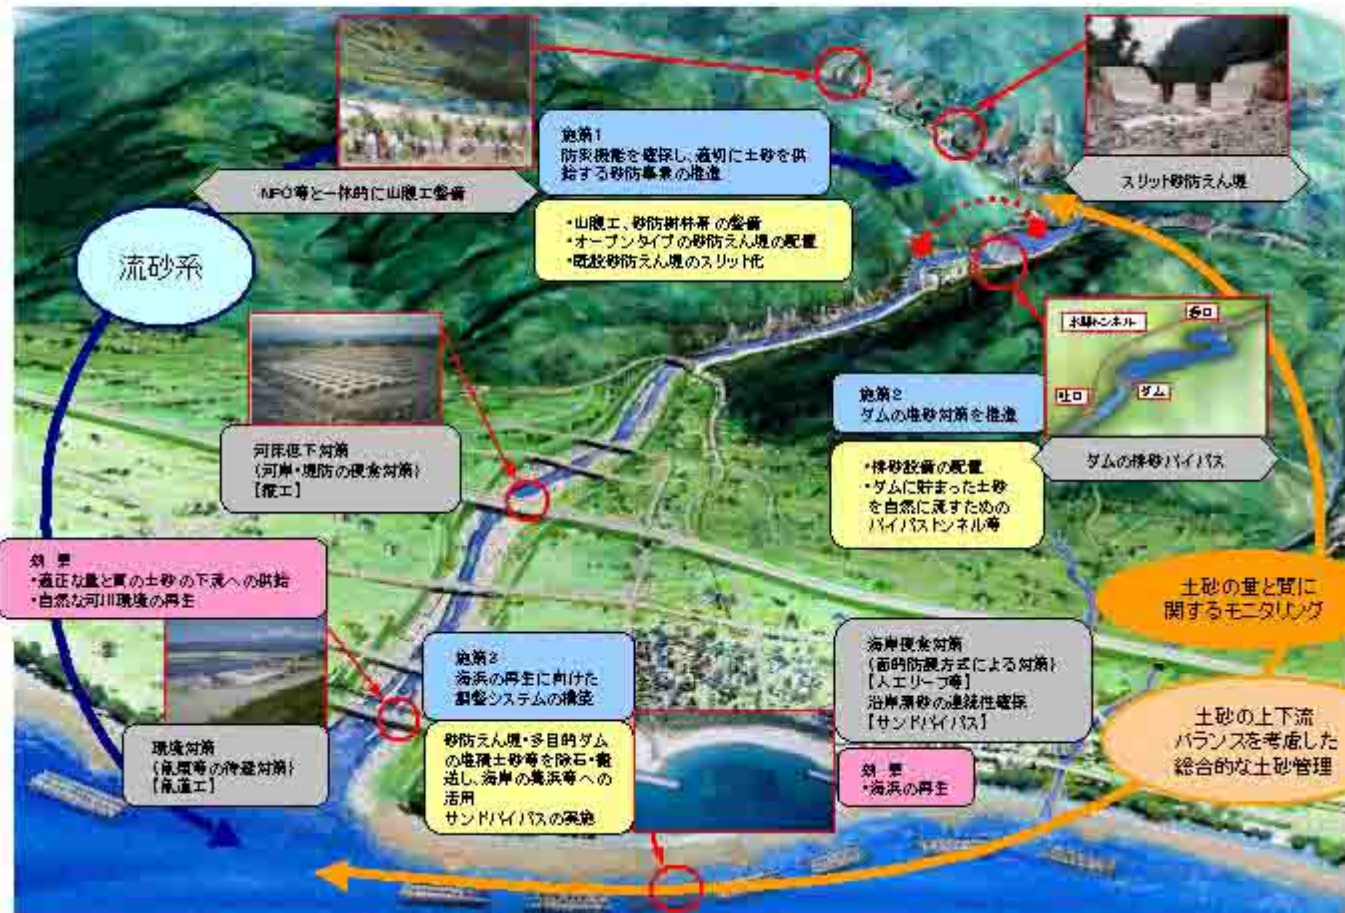 NPO等と一体的に山腹工整備
施策1
防災機能を確保し、適切に土砂を供
給する砂防事業の推進
・山腹工、砂防樹林帯の整備
・オープンタイプの砂防えん堤の配置
・既設砂防えん堤のスリット化
スリット砂防えん堤
流砂系
水路トンネル
呑口
吐口
ダム
ダムの排砂バイパス
施策2
ダムの堆砂対策を推進
・排砂設備の配置
・ダムに貯まった土砂
を自然に流すための
バイパストンネル等
河床低下対策
(河岸・堤防の侵食対策)
効 果
・適正な量と質の土砂の下流への供給
・自然な河川環境の再生
土砂の量と質に
関するモニタリング
環境対策
【魚道工】
施策3
海浜の再生に向けた
調整システムの構築
砂防えん堤・多目的ダム
の堆積土砂等を除石・搬
送し、海岸の養浜等への
活用
サンドバイパスの実施
海岸侵食対策
(面的防護方式による対策)
【人工リーフ等】
沿岸漂砂の連続性確保
【サンドバイパス】
効 果
・海浜の再生
土砂の上下流
バランスを考慮した
総合的な土砂管理